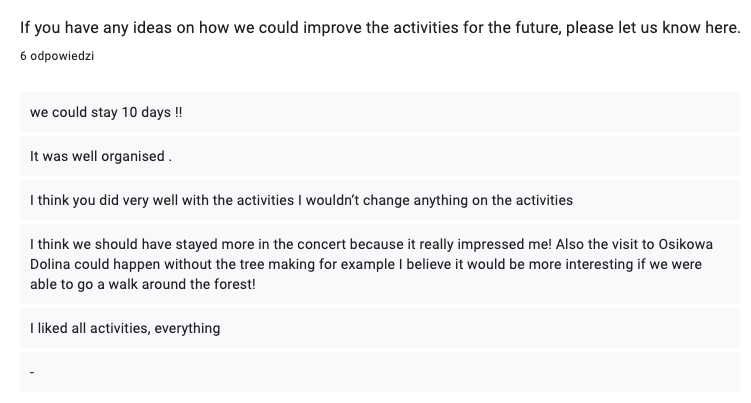 If you have any ideas on how we could improve the activities for the future, please let us know here.
6 odpowiedzi
we could stay 10 days !!
It was well organised .
I think you did very well with the activities I wouldn’t change anything on the activities
I think we should have stayed more in the concert because it really impressed me! Also the visit to Osikowa
Dolina could happen without the tree making for example I believe it would be more interesting if we were
able to go a walk around the forest!
I liked all activities, everything
-